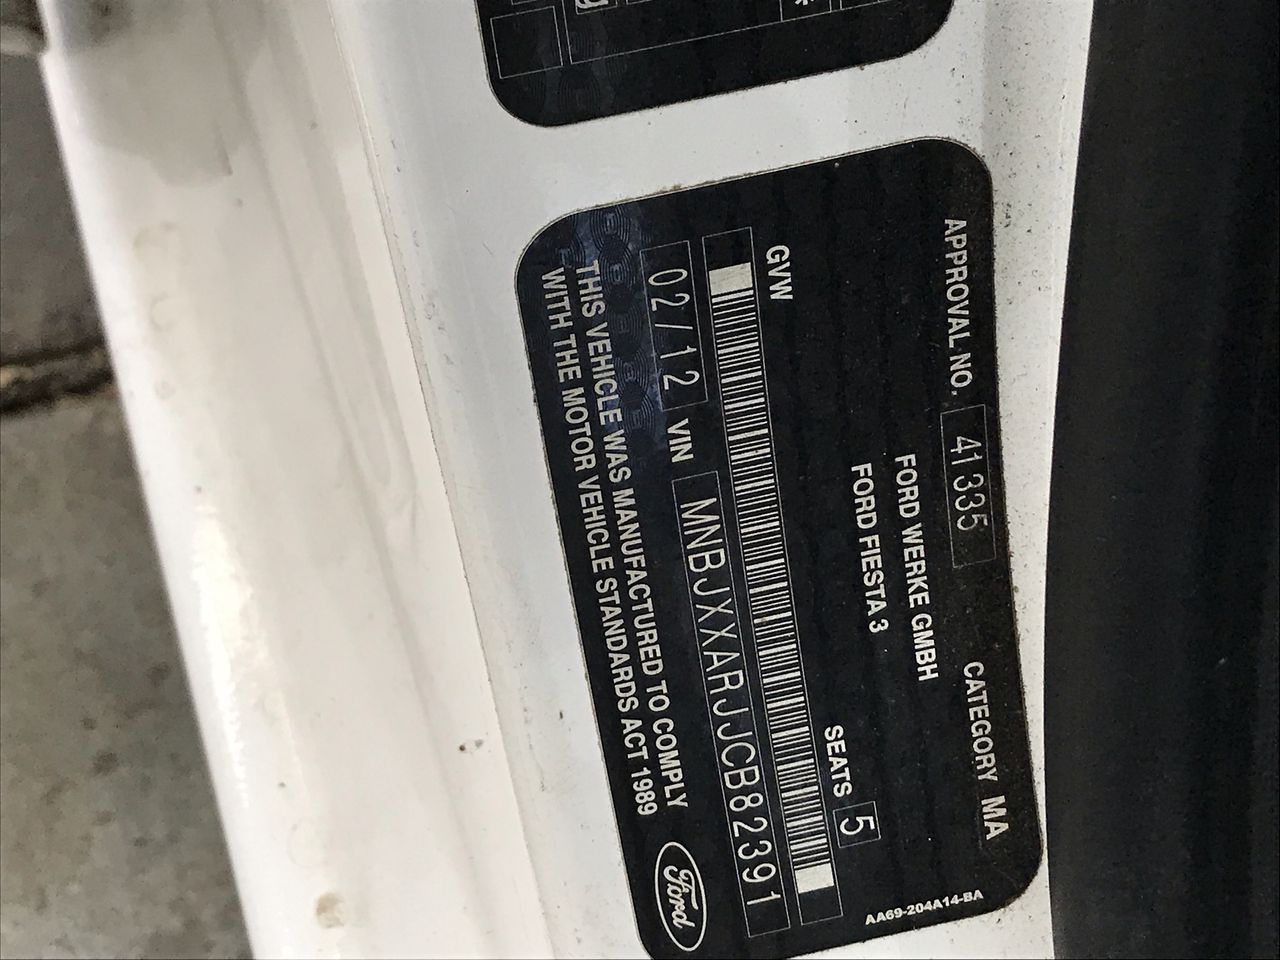 APPROVAL NO. 41335 CATEGORY MA
FORD WERKE GMBH
FORD FIESTA 3
SEATS 5
GVW
02/12 VIN MNBJXXARJJCB82391
THIS VEHICLE WAS MANUFACTURED TO COMPLY
WITH THE MOTOR VEHICLE STANDARDS ACT 1989
Ford
AA69-204A14-BA